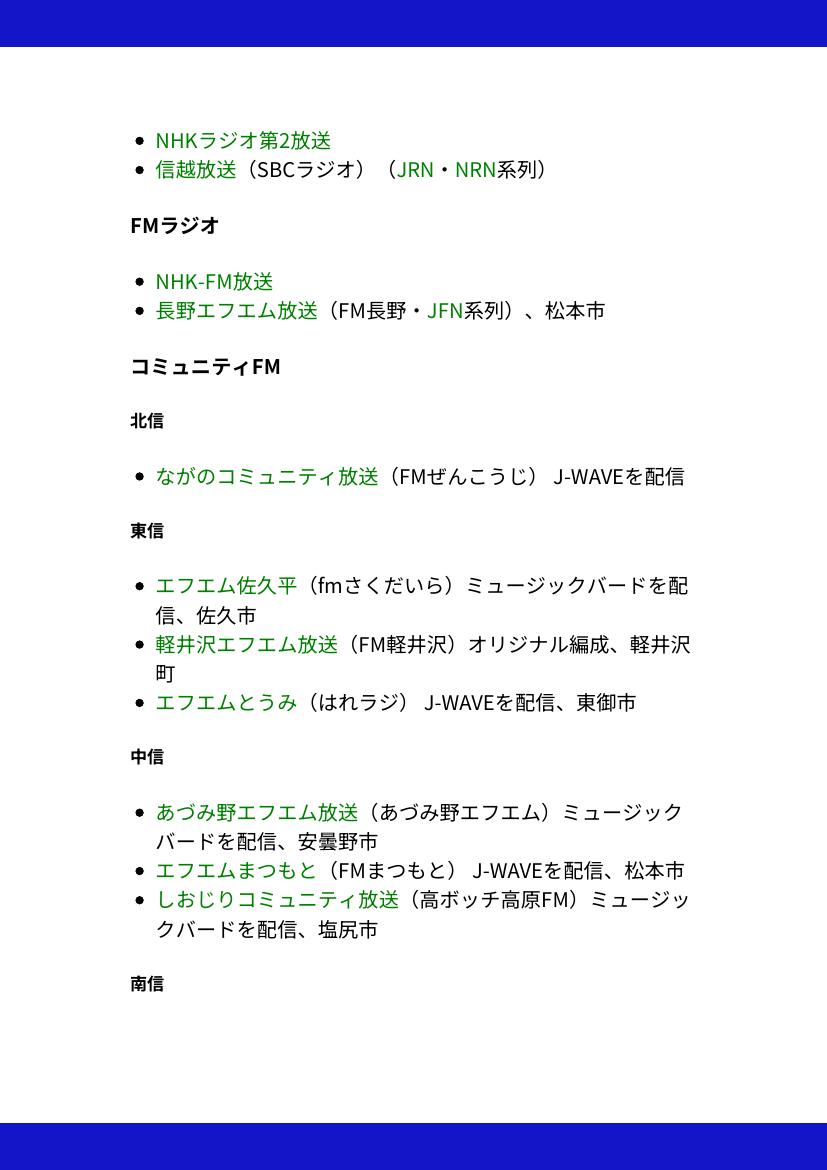 NHKラジオ第2放送
信越放送（SBCラジオ）（JRN・NRN系列）
FMラジオ
NHK-FM放送
長野エフエム放送（FM長野・JFN系列）、松本市
コミュニティFM
北信
ながのコミュニティ放送（FMぜんこうじ） J-WAVEを配信
東信
エフエム佐久平（fmさくだいら）ミュージックバードを配
信、佐久市
軽井沢エフエム放送（FM軽井沢）オリジナル編成、軽井沢
町
エフエムとうみ（はれラジ） J-WAVEを配信、東御市
中信
あづみ野エフエム放送（あづみ野エフエム）ミュージック
バードを配信、安曇野市
エフエムまつもと（FMまつもと） J-WAVEを配信、松本市
しおじりコミュニティ放送（高ボッチ高原FM）ミュージッ
クバードを配信、塩尻市
南信